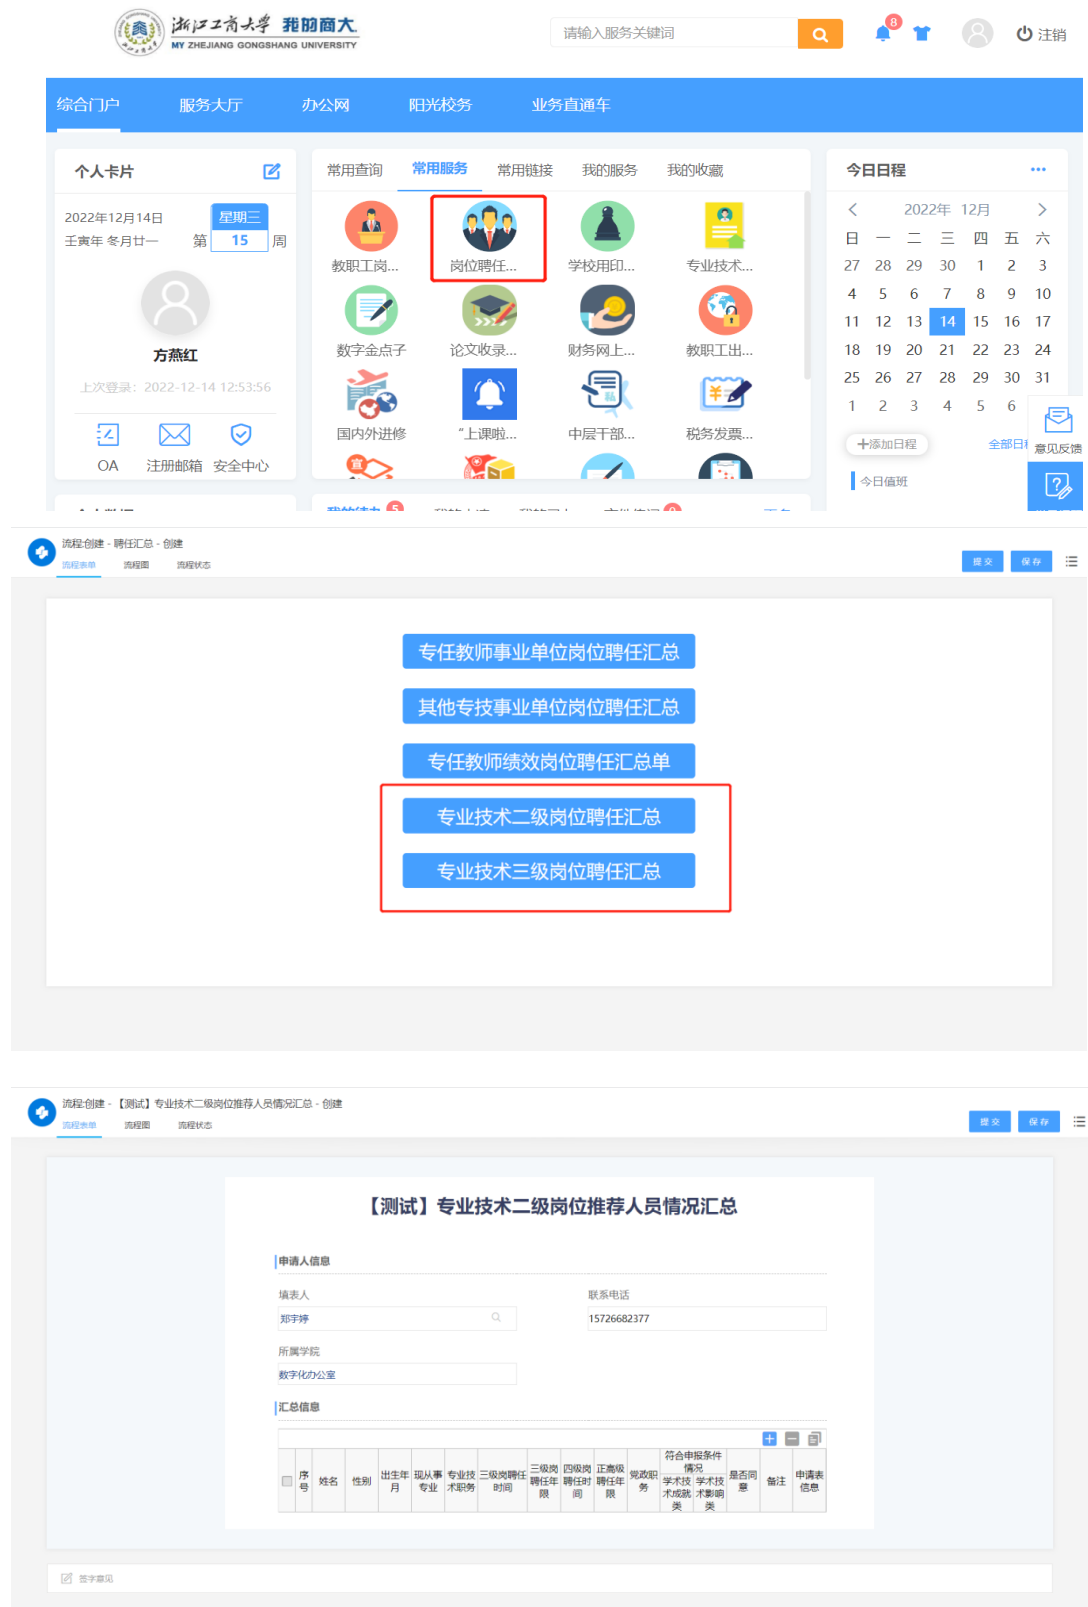 浙江工商大学 我的商大
MY ZHEJIANG GONGSHANG UNIVERSITY
请输入服务关键词
8
注销
综合门户 服务大厅 办公网 阳光校务 业务直通车
个人卡片
2022年12月14日 星期三
壬寅年 冬月廿一 第 15 周
方燕红
上次登录：2022-12-14 12:53:56
OA 注册邮箱 安全中心
常用查询 常用服务 常用链接 我的服务 我的收藏
教职工岗... 岗位聘任... 学校用印... 专业技术...
数字金点子 论文收录... 财务网上... 教职工出...
国内外进修 “上课啦... 中层干部... 税务发票...
今日日程
2022年 12月
日 一 二 三 四 五 六
27 28 29 30 1 2 3
4 5 6 7 8 9 10
11 12 13 14 15 16 17
18 19 20 21 22 23 24
25 26 27 28 29 30 31
1 2 3 4 5 6
添加日程
意见反馈
今日值班
流程:创建 - 聘任汇总 - 创建
流程表单 流程图 流程状态
提交 保存
专任教师事业单位岗位聘任汇总
其他专技事业单位岗位聘任汇总
专任教师绩效岗位聘任汇总单
专业技术二级岗位聘任汇总
专业技术三级岗位聘任汇总
流程:创建 - 【测试】专业技术二级岗位推荐人员情况汇总 - 创建
流程表单 流程图 流程状态
提交 保存
【测试】专业技术二级岗位推荐人员情况汇总
申请人信息
填表人 联系电话
郑宇婷 15726682377
所属学院
数字化办公室
汇总信息
序号 姓名 性别 出生年月 现从事专业 专业技术职务 三级岗聘任时间 三级岗聘任年限 四级岗聘任时间 正高级聘任年限 党政职务 符合申报条件情况 学术技术成就类 学术技术影响类 是否同意 备注 申请表信息
签字意见